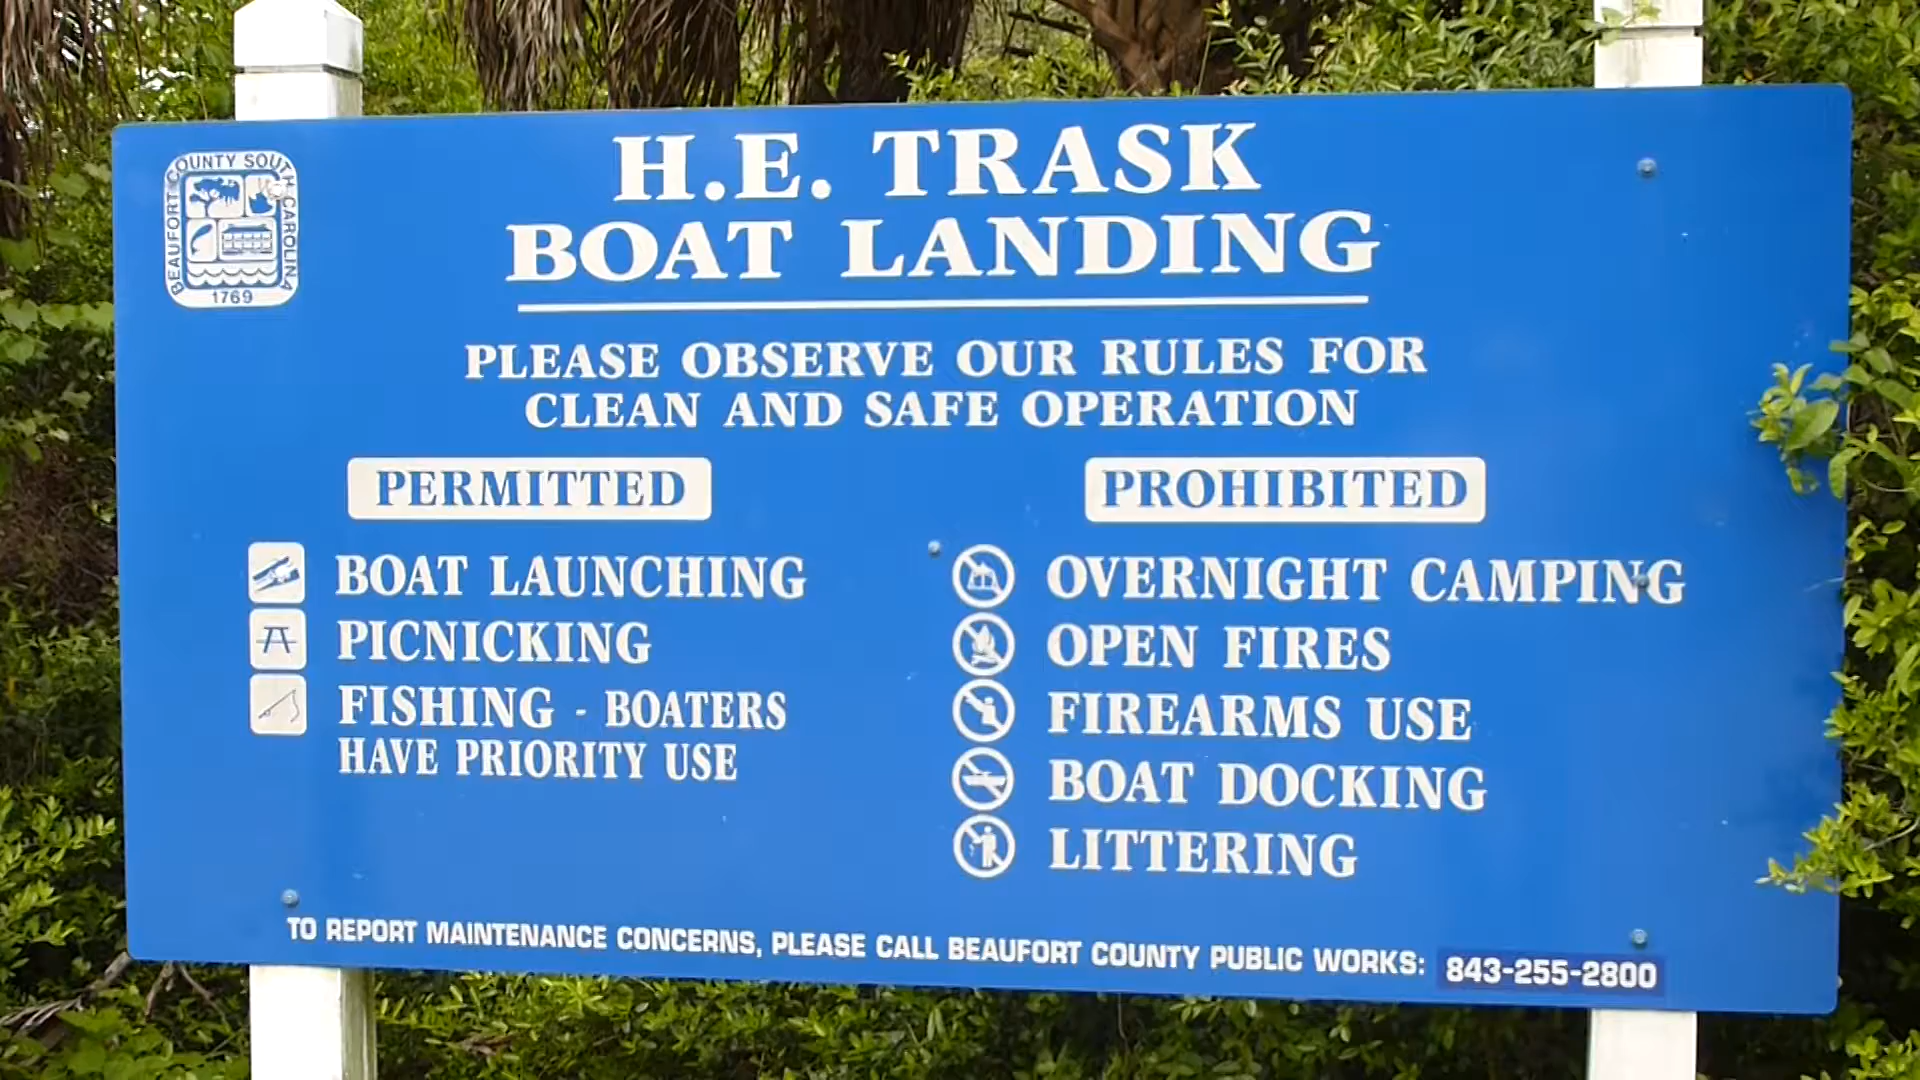 BEAUFORT COUNTY SOUTH CAROLINA
1769
H.E. TRASK
BOAT LANDING
PLEASE OBSERVE OUR RULES FOR
CLEAN AND SAFE OPERATION
PERMITTED
BOAT LAUNCHING
PICNICKING
FISHING - BOATERS
HAVE PRIORITY USE
PROHIBITED
OVERNIGHT CAMPING
OPEN FIRES
FIREARMS USE
BOAT DOCKING
LITTERING
TO REPORT MAINTENANCE CONCERNS, PLEASE CALL BEAUFORT COUNTY PUBLIC WORKS: 843-255-2800